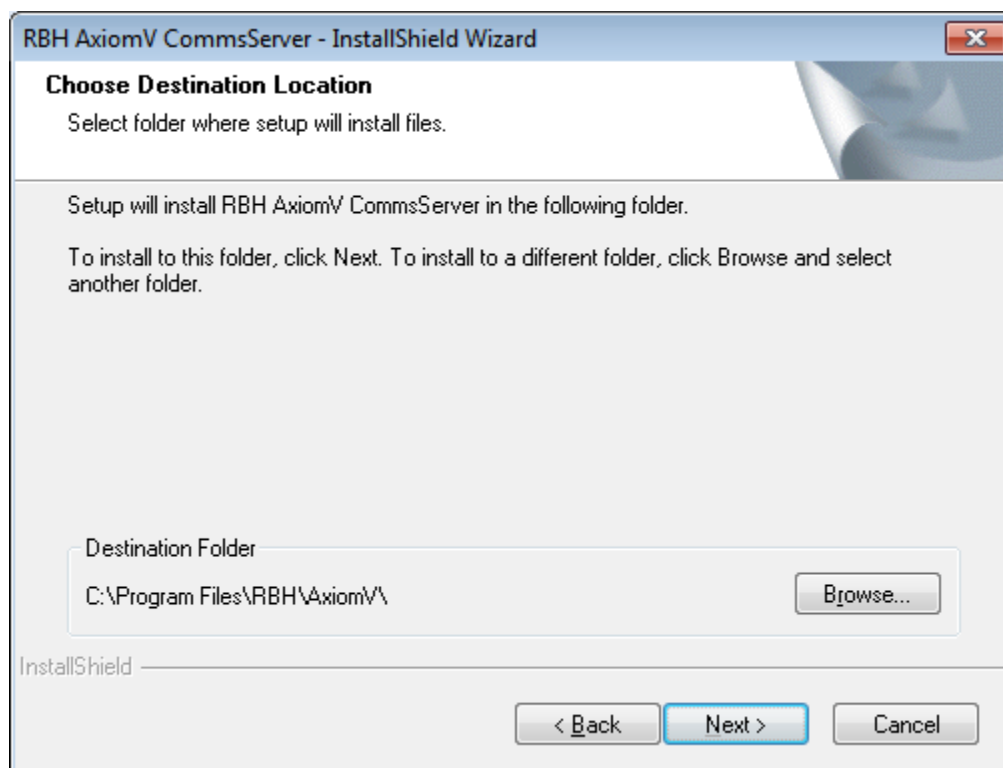 RBH AxiomV CommsServer - InstallShield Wizard
Choose Destination Location
Select folder where setup will install files.
Setup will install RBH AxiomV CommsServer in the following folder.
To install to this folder, click Next. To install to a different folder, click Browse and select
another folder.
Destination Folder
C:\Program Files\RBH\AxiomV\
Browse...
InstallShield
< Back
Next >
Cancel